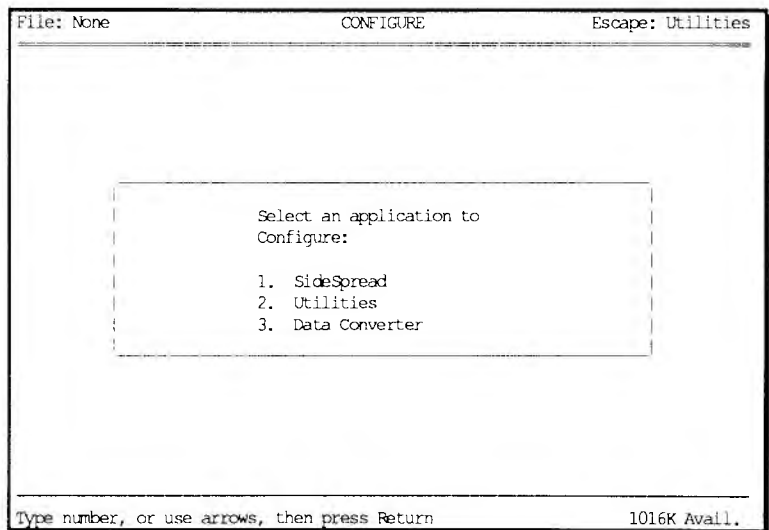 File: None CONFIGURE Escape: Utilities
Select an application to
Configure:
1. SideSpread
2. Utilities
3. Data Converter
Type number, or use arrows, then press Return 1016K Avail.